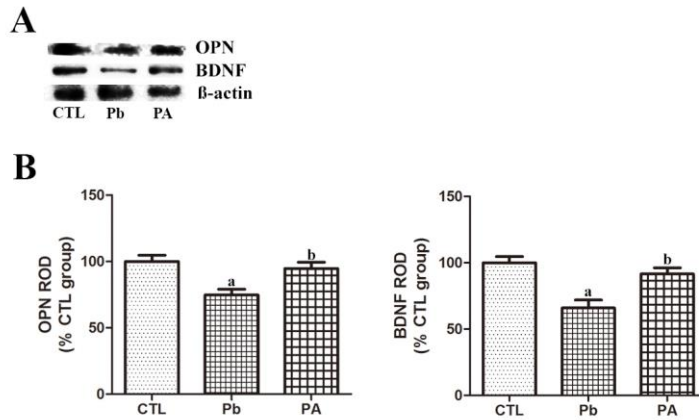 A
OPN
BDNF
ß-actin
CTL Pb PA
B
150
100
50
0
OPN ROD
(% CTL group)
a
b
CTL Pb PA
150
100
50
0
BDNF ROD
(% CTL group)
a
b
CTL Pb PA